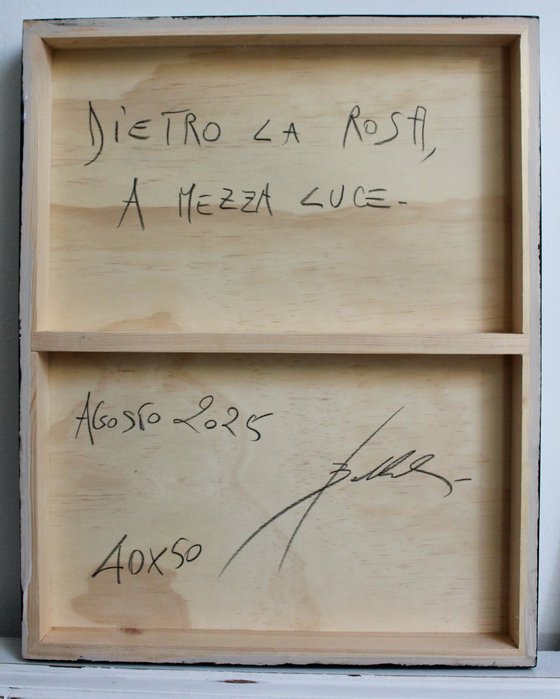 DiETRO LA ROSA,
A MEZZA LUCE-
AGOSTO 2025
40X50